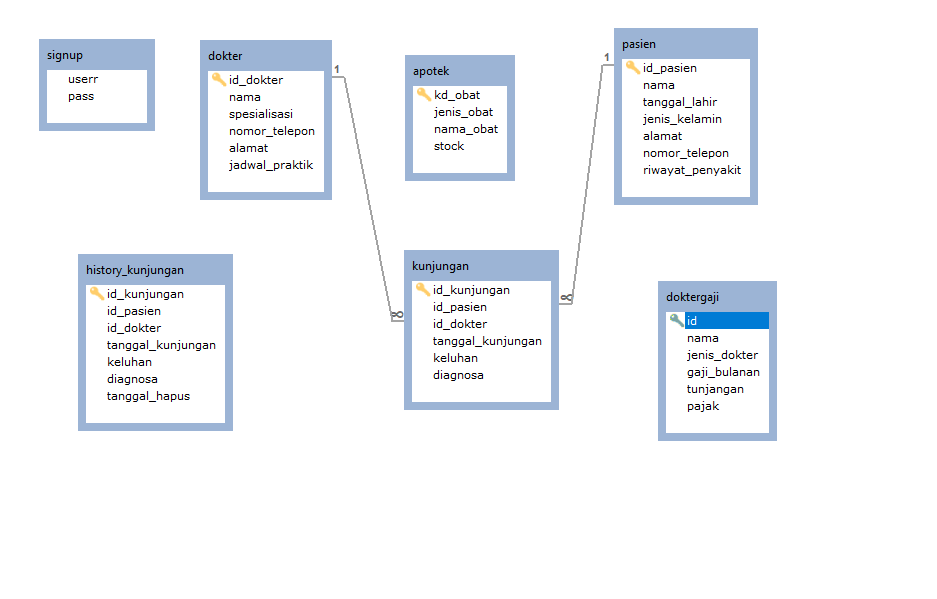 signup
userr
pass
dokter
id_dokter
nama
spesialisasi
nomor_telepon
alamat
jadwal_praktik
1
apotek
kd_obat
jenis_obat
nama_obat
stock
1
pasien
id_pasien
nama
tanggal_lahir
jenis_kelamin
alamat
nomor_telepon
riwayat_penyakit
history_kunjungan
id_kunjungan
id_pasien
id_dokter
tanggal_kunjungan
keluhan
diagnosa
tanggal_hapus
∞
kunjungan
id_kunjungan
id_pasien
id_dokter
tanggal_kunjungan
keluhan
diagnosa
∞
doktergaji
id
nama
jenis_dokter
gaji_bulanan
tunjangan
pajak